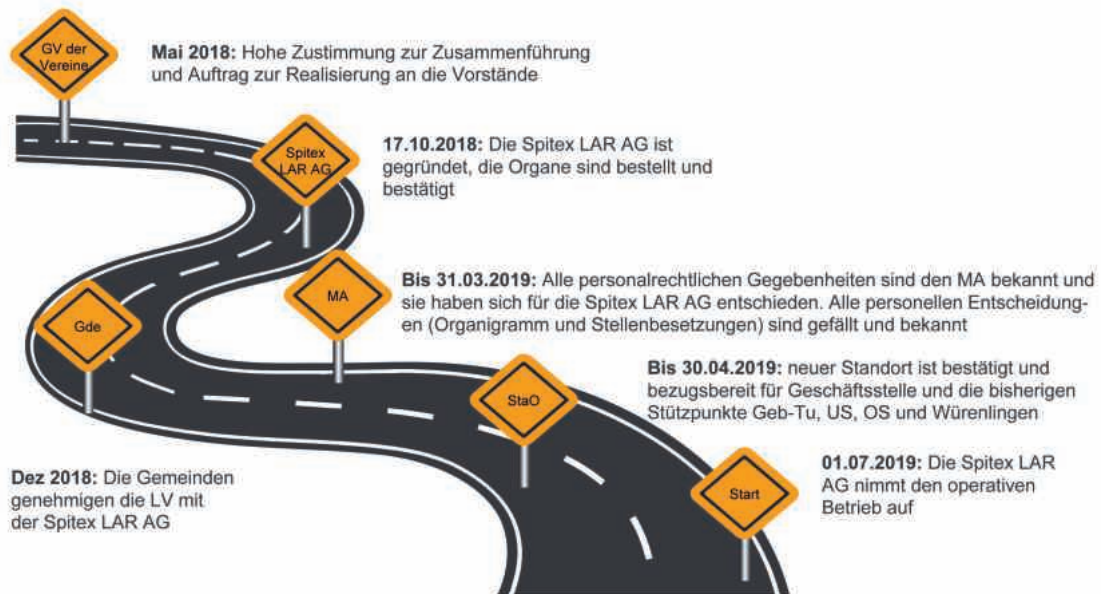 GV der
Vereine
Mai 2018: Hohe Zustimmung zur Zusammenführung
und Auftrag zur Realisierung an die Vorstände
Spitex
LAR AG
17.10.2018: Die Spitex LAR AG ist
gegründet, die Organe sind bestellt und
bestätigt
MA
Bis 31.03.2019: Alle personalrechtlichen Gegebenheiten sind den MA bekannt und
sie haben sich für die Spitex LAR AG entschieden. Alle personellen Entscheidung-
en (Organigramm und Stellenbesetzungen) sind gefällt und bekannt
Gde
Dez 2018: Die Gemeinden
genehmigen die LV mit
der Spitex LAR AG
StaO
Bis 30.04.2019: neuer Standort ist bestätigt und
bezugsbereit für Geschäftsstelle und die bisherigen
Stützpunkte Geb-Tu, US, OS und Würenlingen
Start
01.07.2019: Die Spitex LAR
AG nimmt den operativen
Betrieb auf